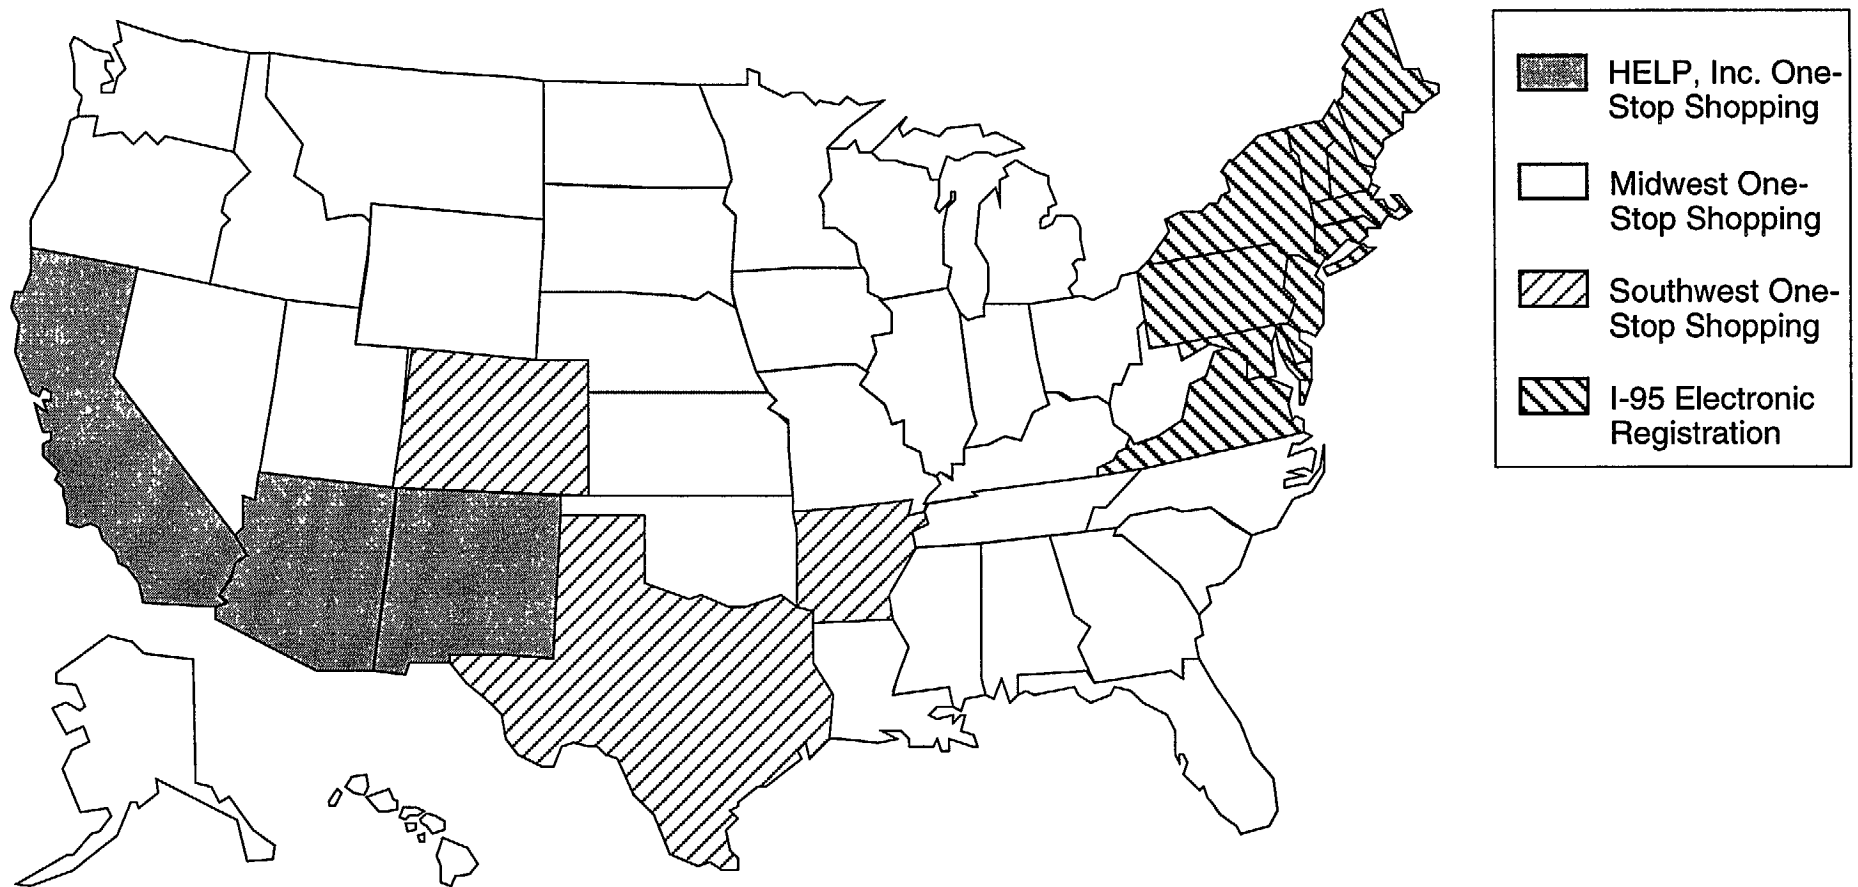 HELP, Inc. One-
Stop Shopping
Midwest One-
Stop Shopping
Southwest One-
Stop Shopping
I-95 Electronic
Registration